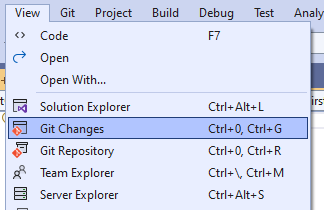 View Git Project Build Debug Test Analy
Code F7
Open
Open With...
Solution Explorer Ctrl+Alt+L
Git Changes Ctrl+0, Ctrl+G
Git Repository Ctrl+0, Ctrl+R
Team Explorer Ctrl+\, Ctrl+M
Server Explorer Ctrl+Alt+S